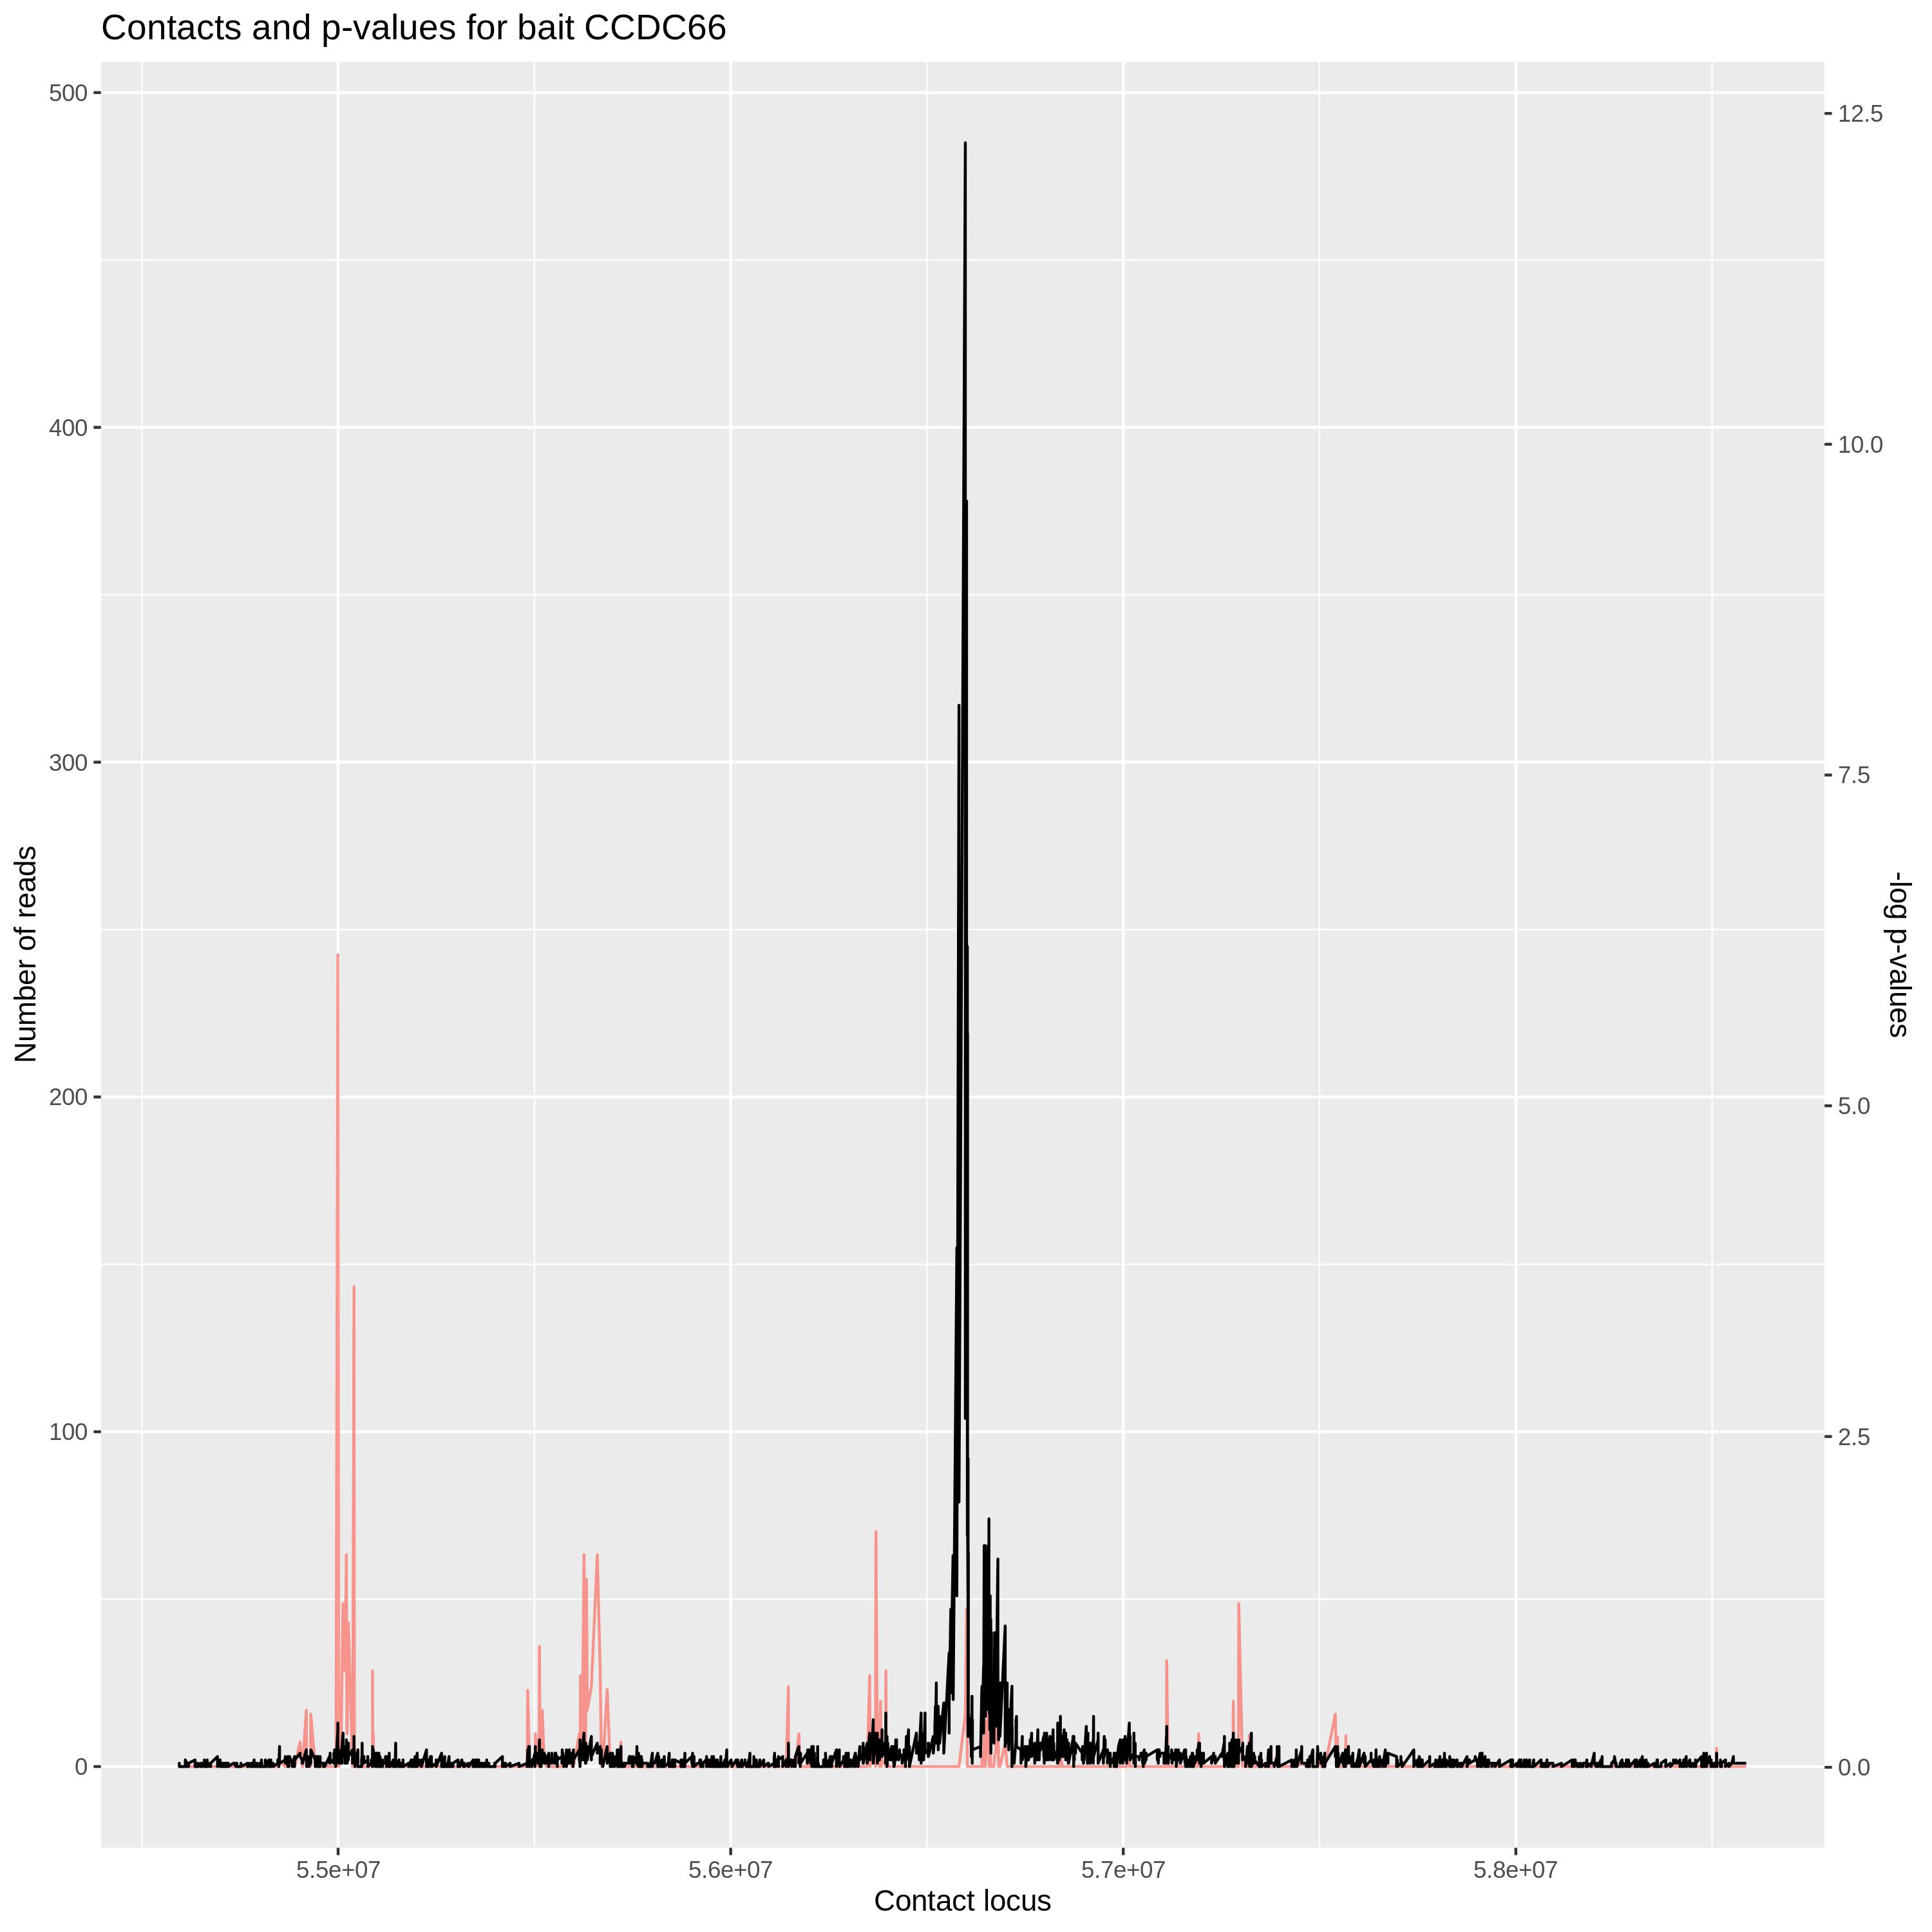 Contacts and p-values for bait CCDC66
500
400
300
200
100
0
Number of reads
12.5
10.0
7.5
5.0
2.5
0.0
-log p-values
5.5e+07
5.6e+07
5.7e+07
5.8e+07
Contact locus